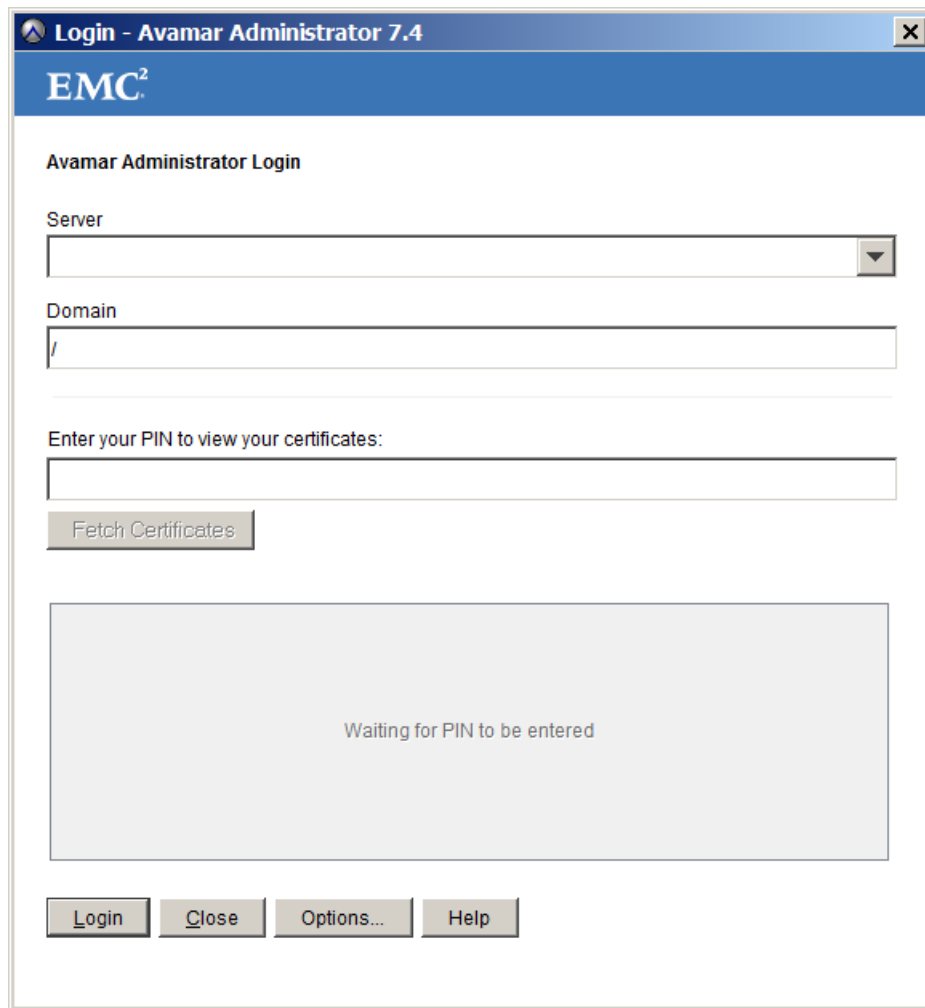 Login - Avamar Administrator 7.4
EMC²
Avamar Administrator Login
Server
Domain
/
Enter your PIN to view your certificates:
Fetch Certificates
Waiting for PIN to be entered
Login Close Options... Help